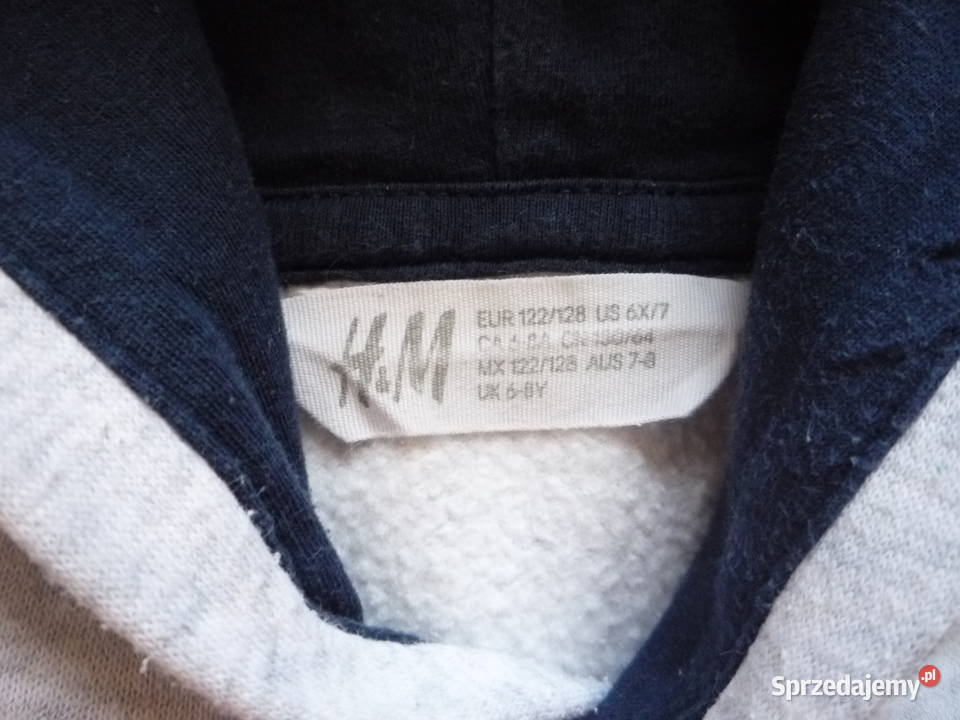 H&M
EUR 122/128 US 6X/7
MX 122/128 AUS 7-8
UK 6-8Y
Sprzedajemy.pl